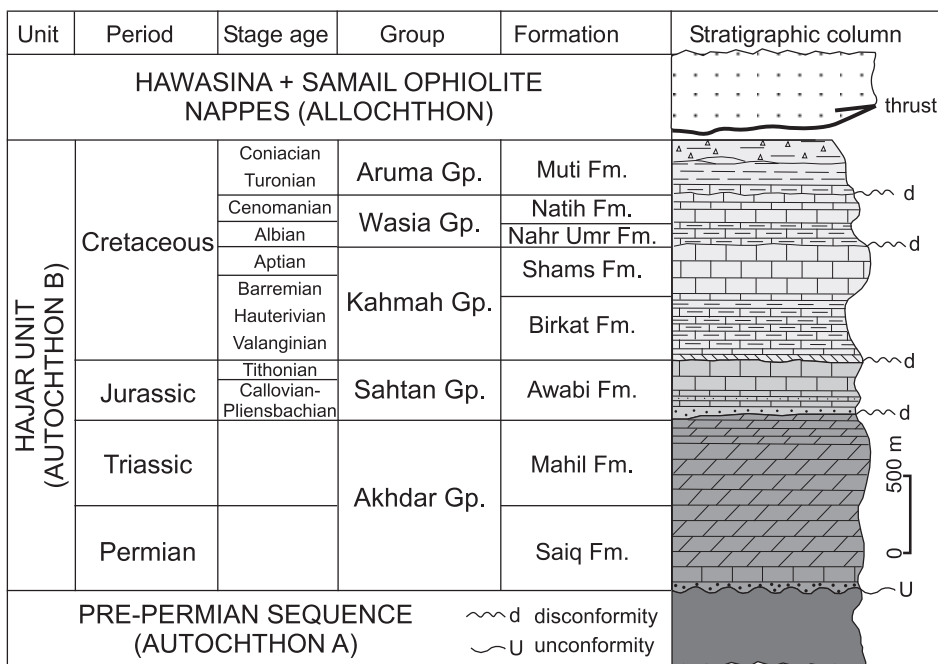 Unit Period Stage age Group Formation Stratigraphic column
HAWASINA + SAMAIL OPHIOLITE
NAPPES (ALLOCHTHON)
thrust
HAJAR UNIT
(AUTOCHTHON B)
Cretaceous
Coniacian
Turonian
Aruma Gp.
Muti Fm.
d
Cenomanian
Albian
Wasia Gp.
Natih Fm.
Nahr Umr Fm.
d
Aptian
Barremian
Hauterivian
Valanginian
Kahmah Gp.
Shams Fm.
Birkat Fm.
d
Jurassic
Tithonian
Callovian-
Pliensbachian
Sahtan Gp.
Awabi Fm.
d
Triassic
Akhdar Gp.
Mahil Fm.
500 m
0
Permian
Saiq Fm.
U
PRE-PERMIAN SEQUENCE
(AUTOCHTHON A)
d disconformity
U unconformity